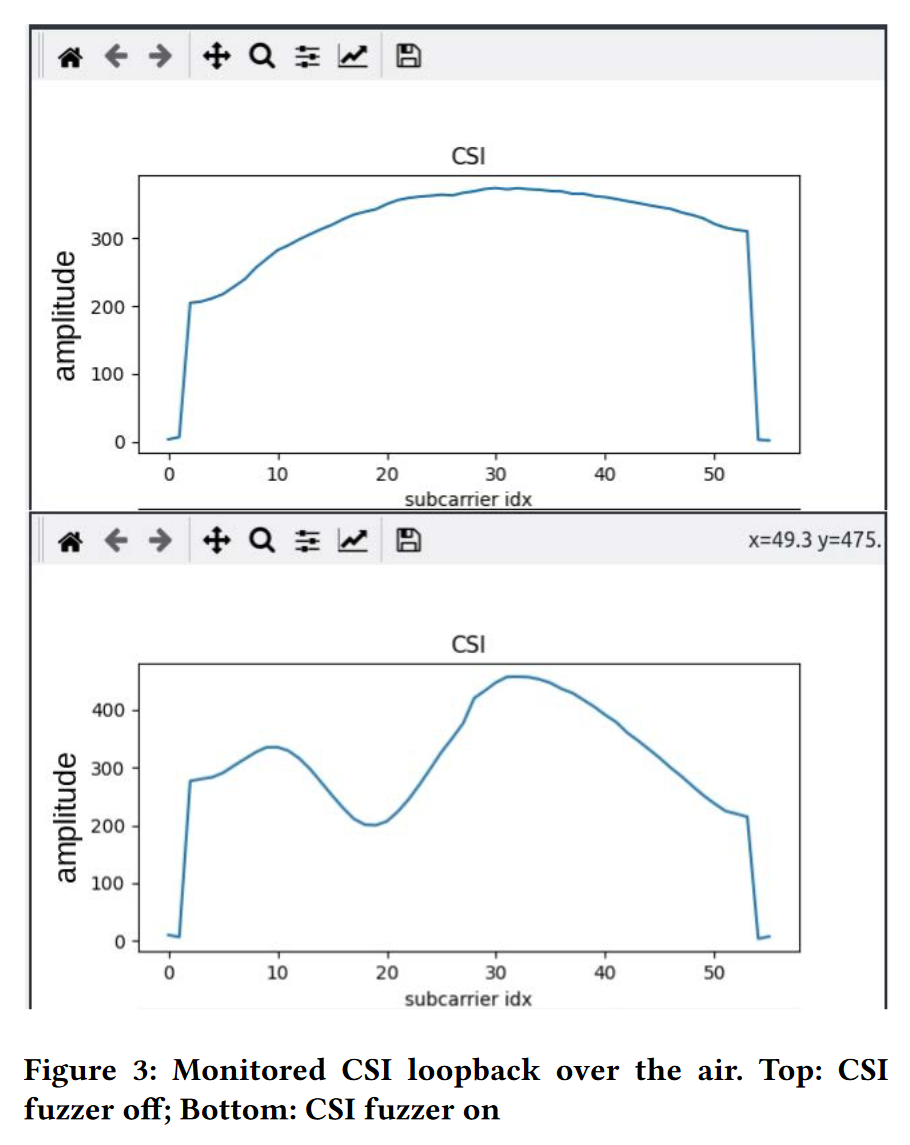 CSI
300
200
100
0
amplitude
0 10 20 30 40 50
subcarrier idx
x=49.3 y=475.
CSI
400
300
200
100
0
amplitude
0 10 20 30 40 50
subcarrier idx
Figure 3: Monitored CSI loopback over the air. Top: CSI
fuzzer off; Bottom: CSI fuzzer on